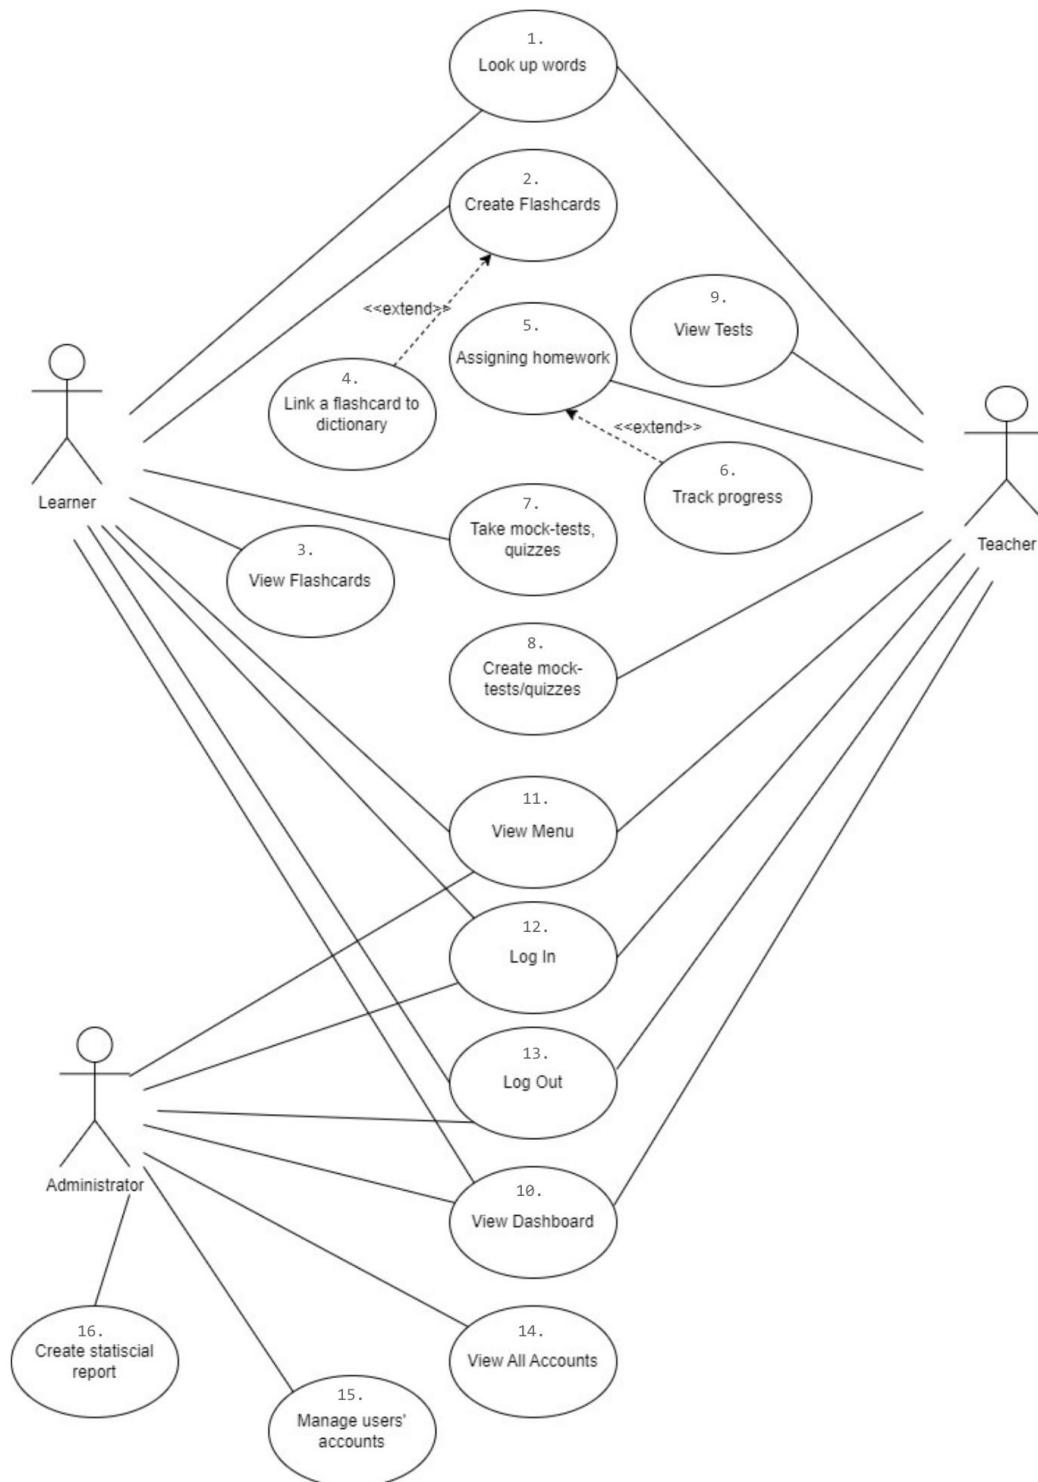 1.
Look up words
2.
Create Flashcards
<<extend>>
9.
View Tests
5.
Assigning homework
4.
Link a flashcard to
dictionary
<<extend>>
6.
Track progress
Learner
7.
Take mock-tests,
quizzes
Teacher
3.
View Flashcards
8.
Create mock-
tests/quizzes
11.
View Menu
12.
Log In
13.
Log Out
Administrator
10.
View Dashboard
16.
Create statiscial
report
14.
View All Accounts
15.
Manage users'
accounts